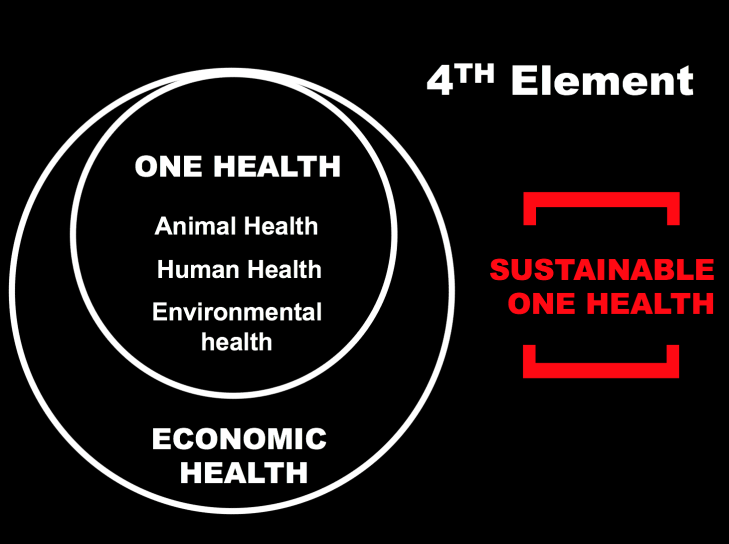 4TH Element
ONE HEALTH
Animal Health
Human Health
Environmental
health
ECONOMIC
HEALTH
SUSTAINABLE
ONE HEALTH